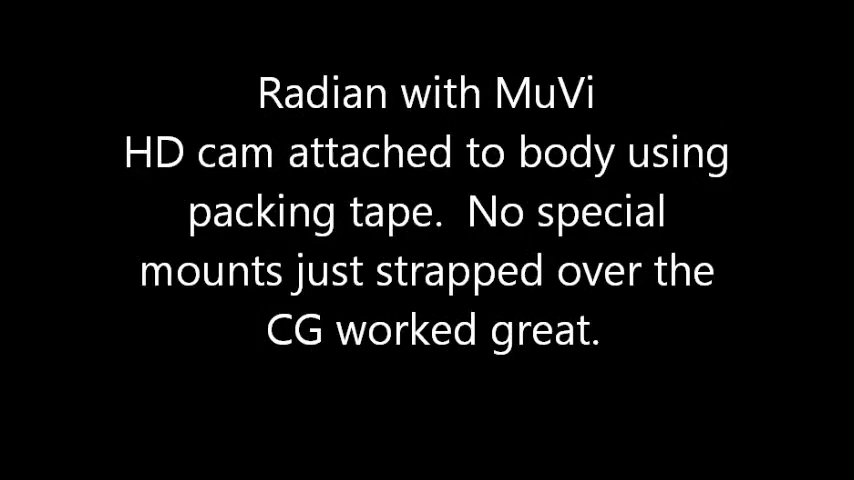 Radian with MuVi
HD cam attached to body using
packing tape.  No special
mounts just strapped over the
CG worked great.